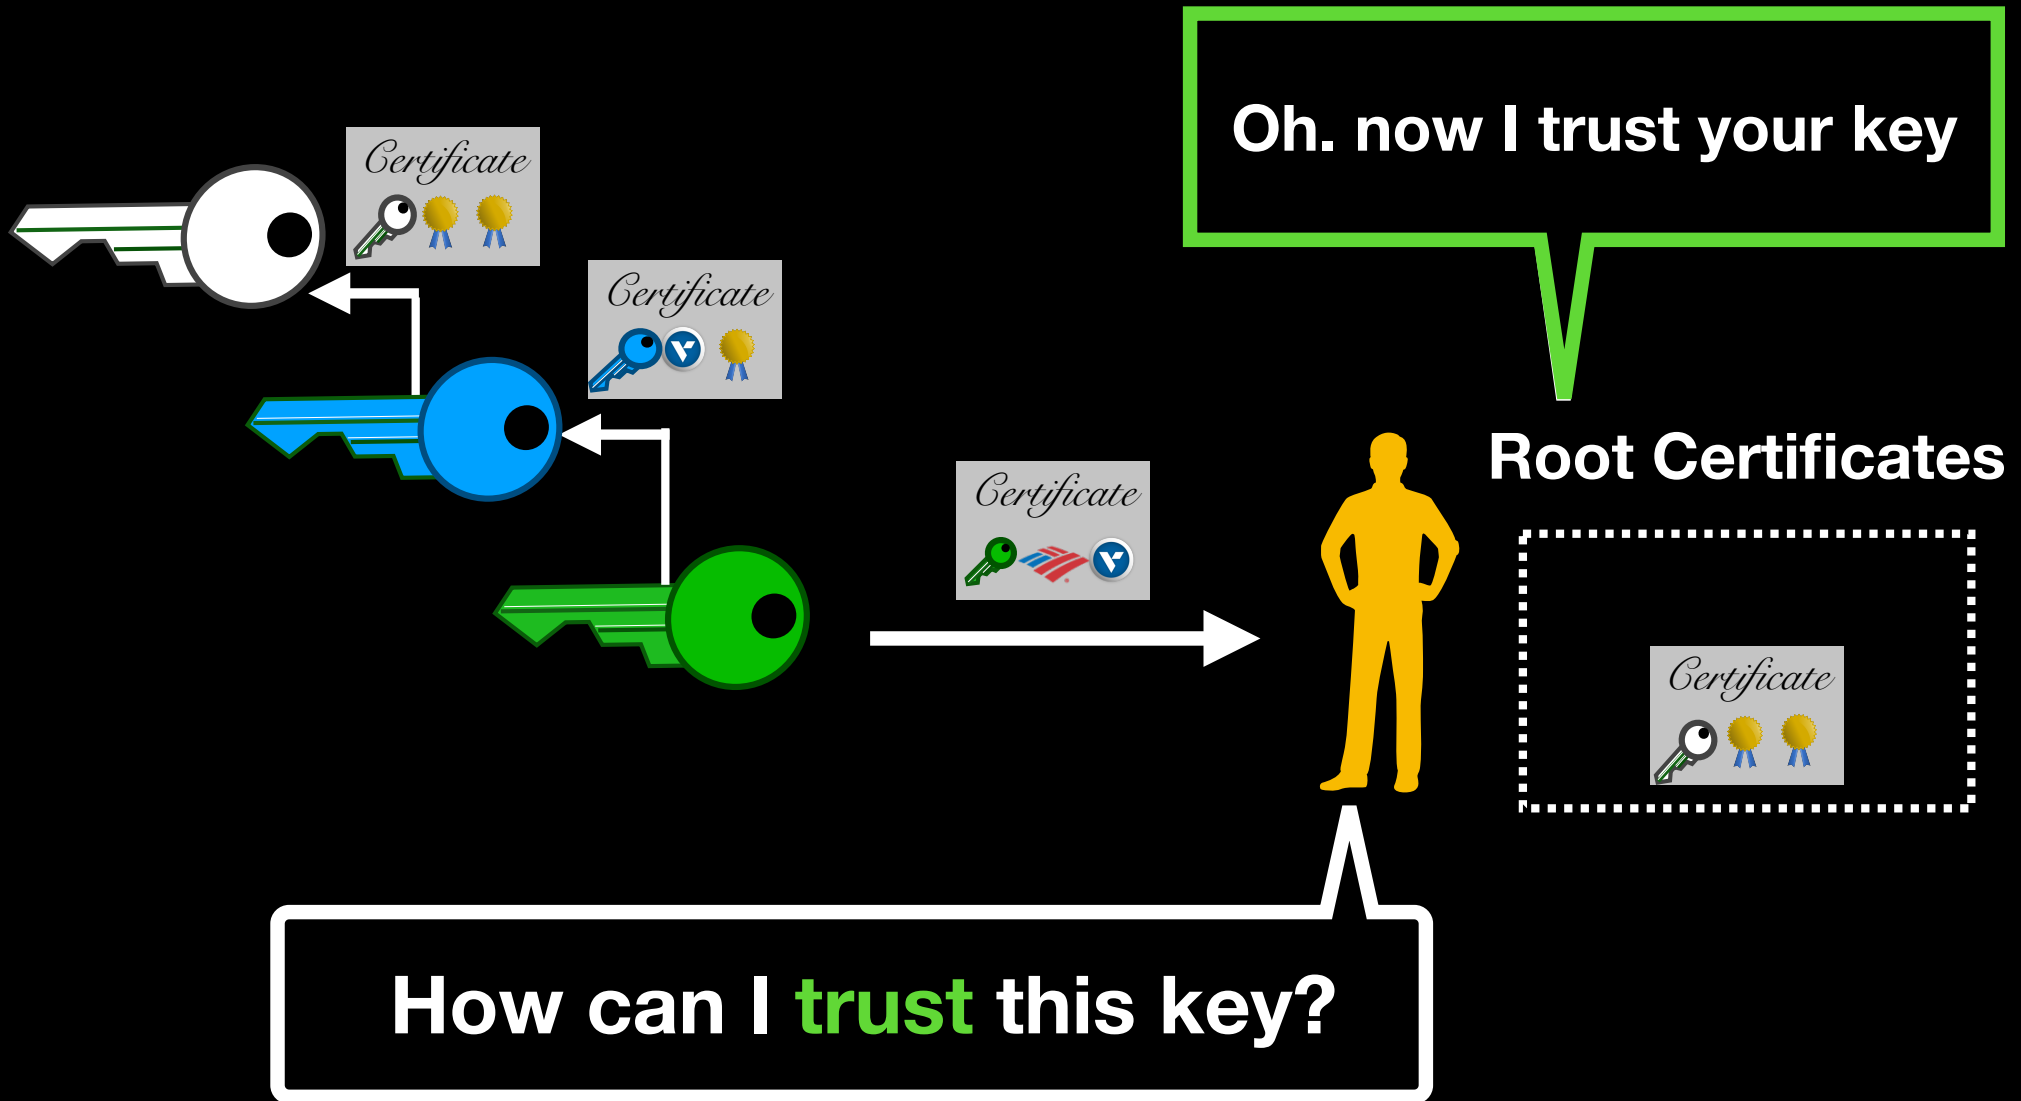 Oh. now I trust your key
Certificate
Certificate
Root Certificates
Certificate
Certificate
How can I trust this key?